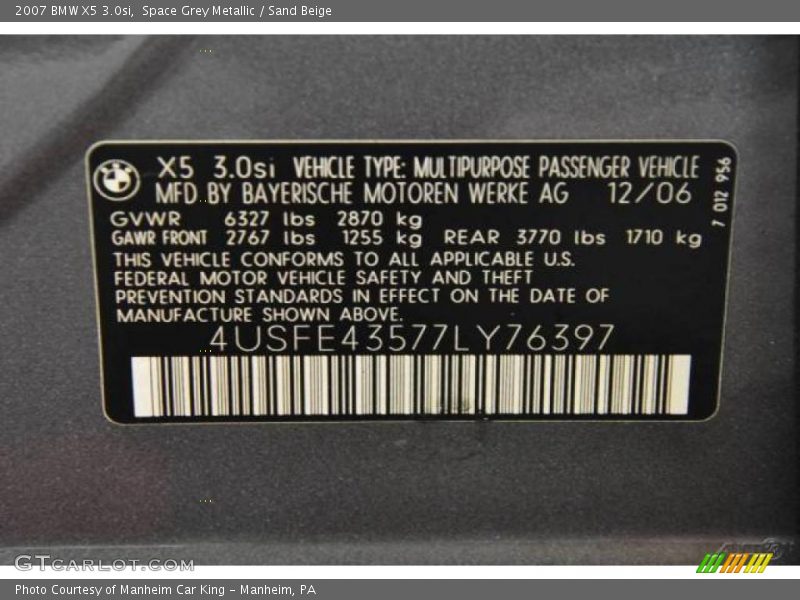 2007 BMW X5 3.0si, Space Grey Metallic / Sand Beige
X5 3.0si VEHICLE TYPE: MULTIPURPOSE PASSENGER VEHICLE
MFD BY BAYERISCHE MOTOREN WERKE AG 12/06
7 012 956
GVWR 6327 lbs 2870 kg
GAWR FRONT 2767 lbs 1255 kg REAR 3770 lbs 1710 kg
THIS VEHICLE CONFORMS TO ALL APPLICABLE U.S.
FEDERAL MOTOR VEHICLE SAFETY AND THEFT
PREVENTION STANDARDS IN EFFECT ON THE DATE OF
MANUFACTURE SHOWN ABOVE.
4USFE43577LY76397
GTCARLOT.COM
Photo Courtesy of Manheim Car King - Manheim, PA